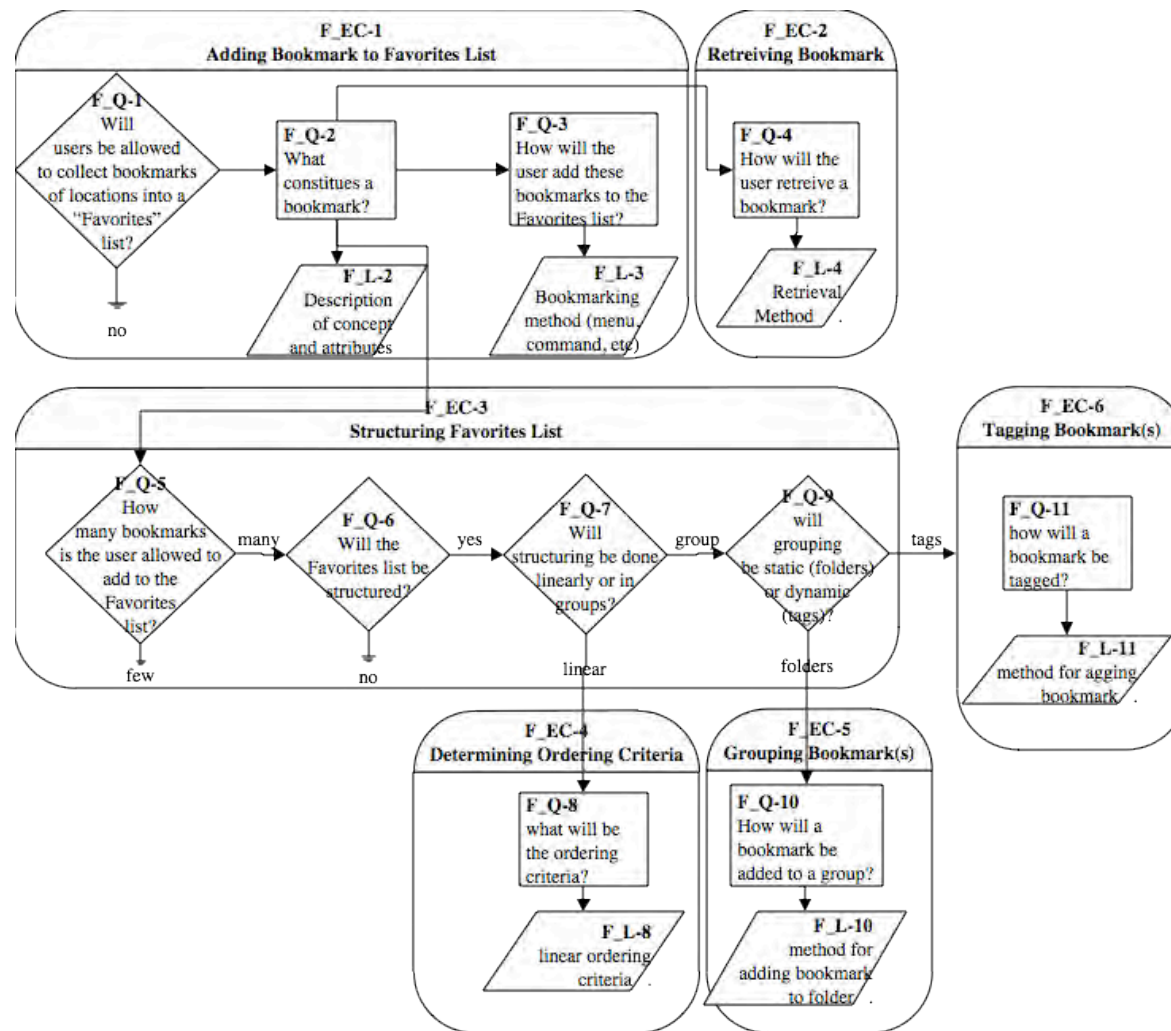 F_EC-1
Adding Bookmark to Favorites List
F_Q-1
Will
users be allowed
to collect bookmarks
of locations into a
“Favorites”
list?
no
F_Q-2
What
constitues a
bookmark?
F_L-2
Description
of concept
and attributes
F_Q-3
How will the
user add these
bookmarks to the
Favorites list?
F_L-3
Bookmarking
method (menu,
command, etc)
F_EC-2
Retreiving Bookmark
F_Q-4
How will the
user retreive a
bookmark?
F_L-4
Retrieval
Method .
F_EC-3
Structuring Favorites List
F_Q-5
How
many bookmarks
is the user allowed to
add to the
Favorites
list?
few
many
F_Q-6
Will the
Favorites list be
structured?
no
yes
F_Q-7
Will
structuring be done
linearly or in
groups?
linear
group
F_Q-9
will
grouping
be static (folders)
or dynamic
(tags)?
folders
tags
F_EC-6
Tagging Bookmark(s)
F_Q-11
how will a
bookmark be
tagged?
F_L-11
method for agging
bookmark .
F_EC-4
Determining Ordering Criteria
F_Q-8
what will be
the ordering
criteria?
F_L-8
linear ordering
criteria .
F_EC-5
Grouping Bookmark(s)
F_Q-10
How will a
bookmark be
added to a group?
F_L-10
method for
adding bookmark
to folder .